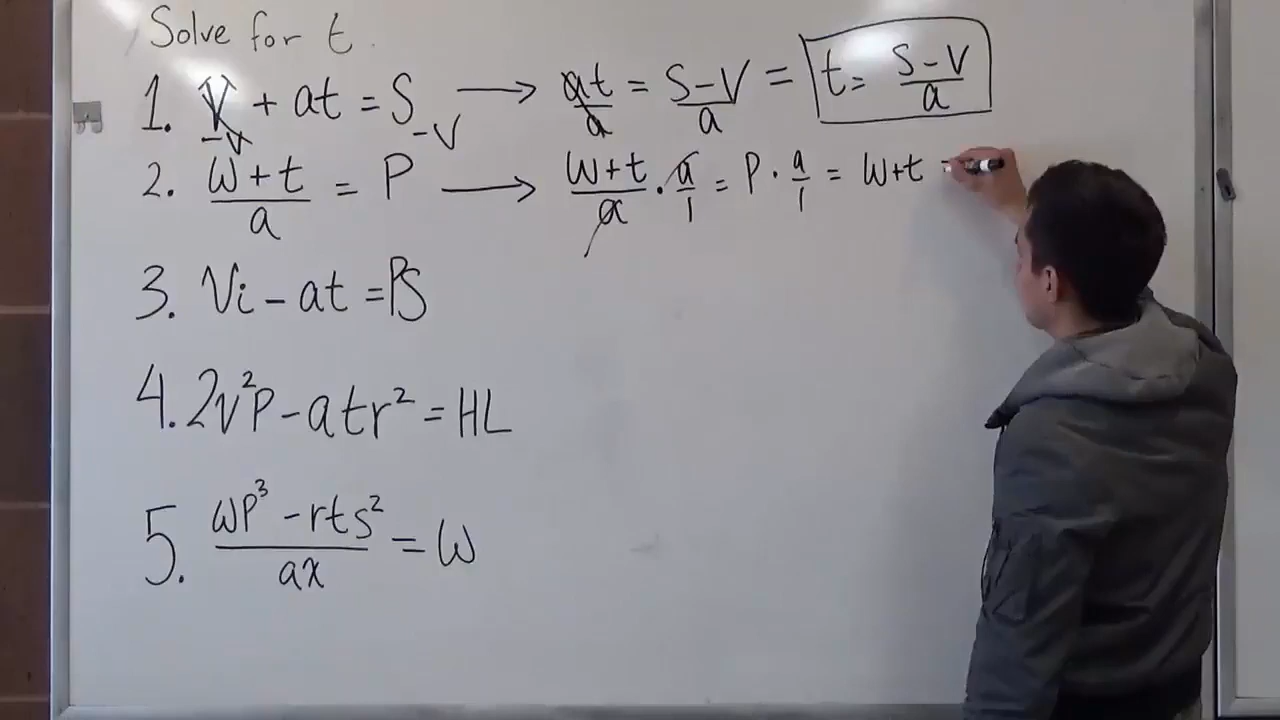 Solve for t.
1. V + at = S → at/a = S-V/a = t = S-V/a
-V -V
2. W+t/a = P → W+t/a · a/1 = P · a/1 = W+t =
3. Vi - at = PS
4. 2v²P - atr² = HL
5. WP³ - rts²/ax = W